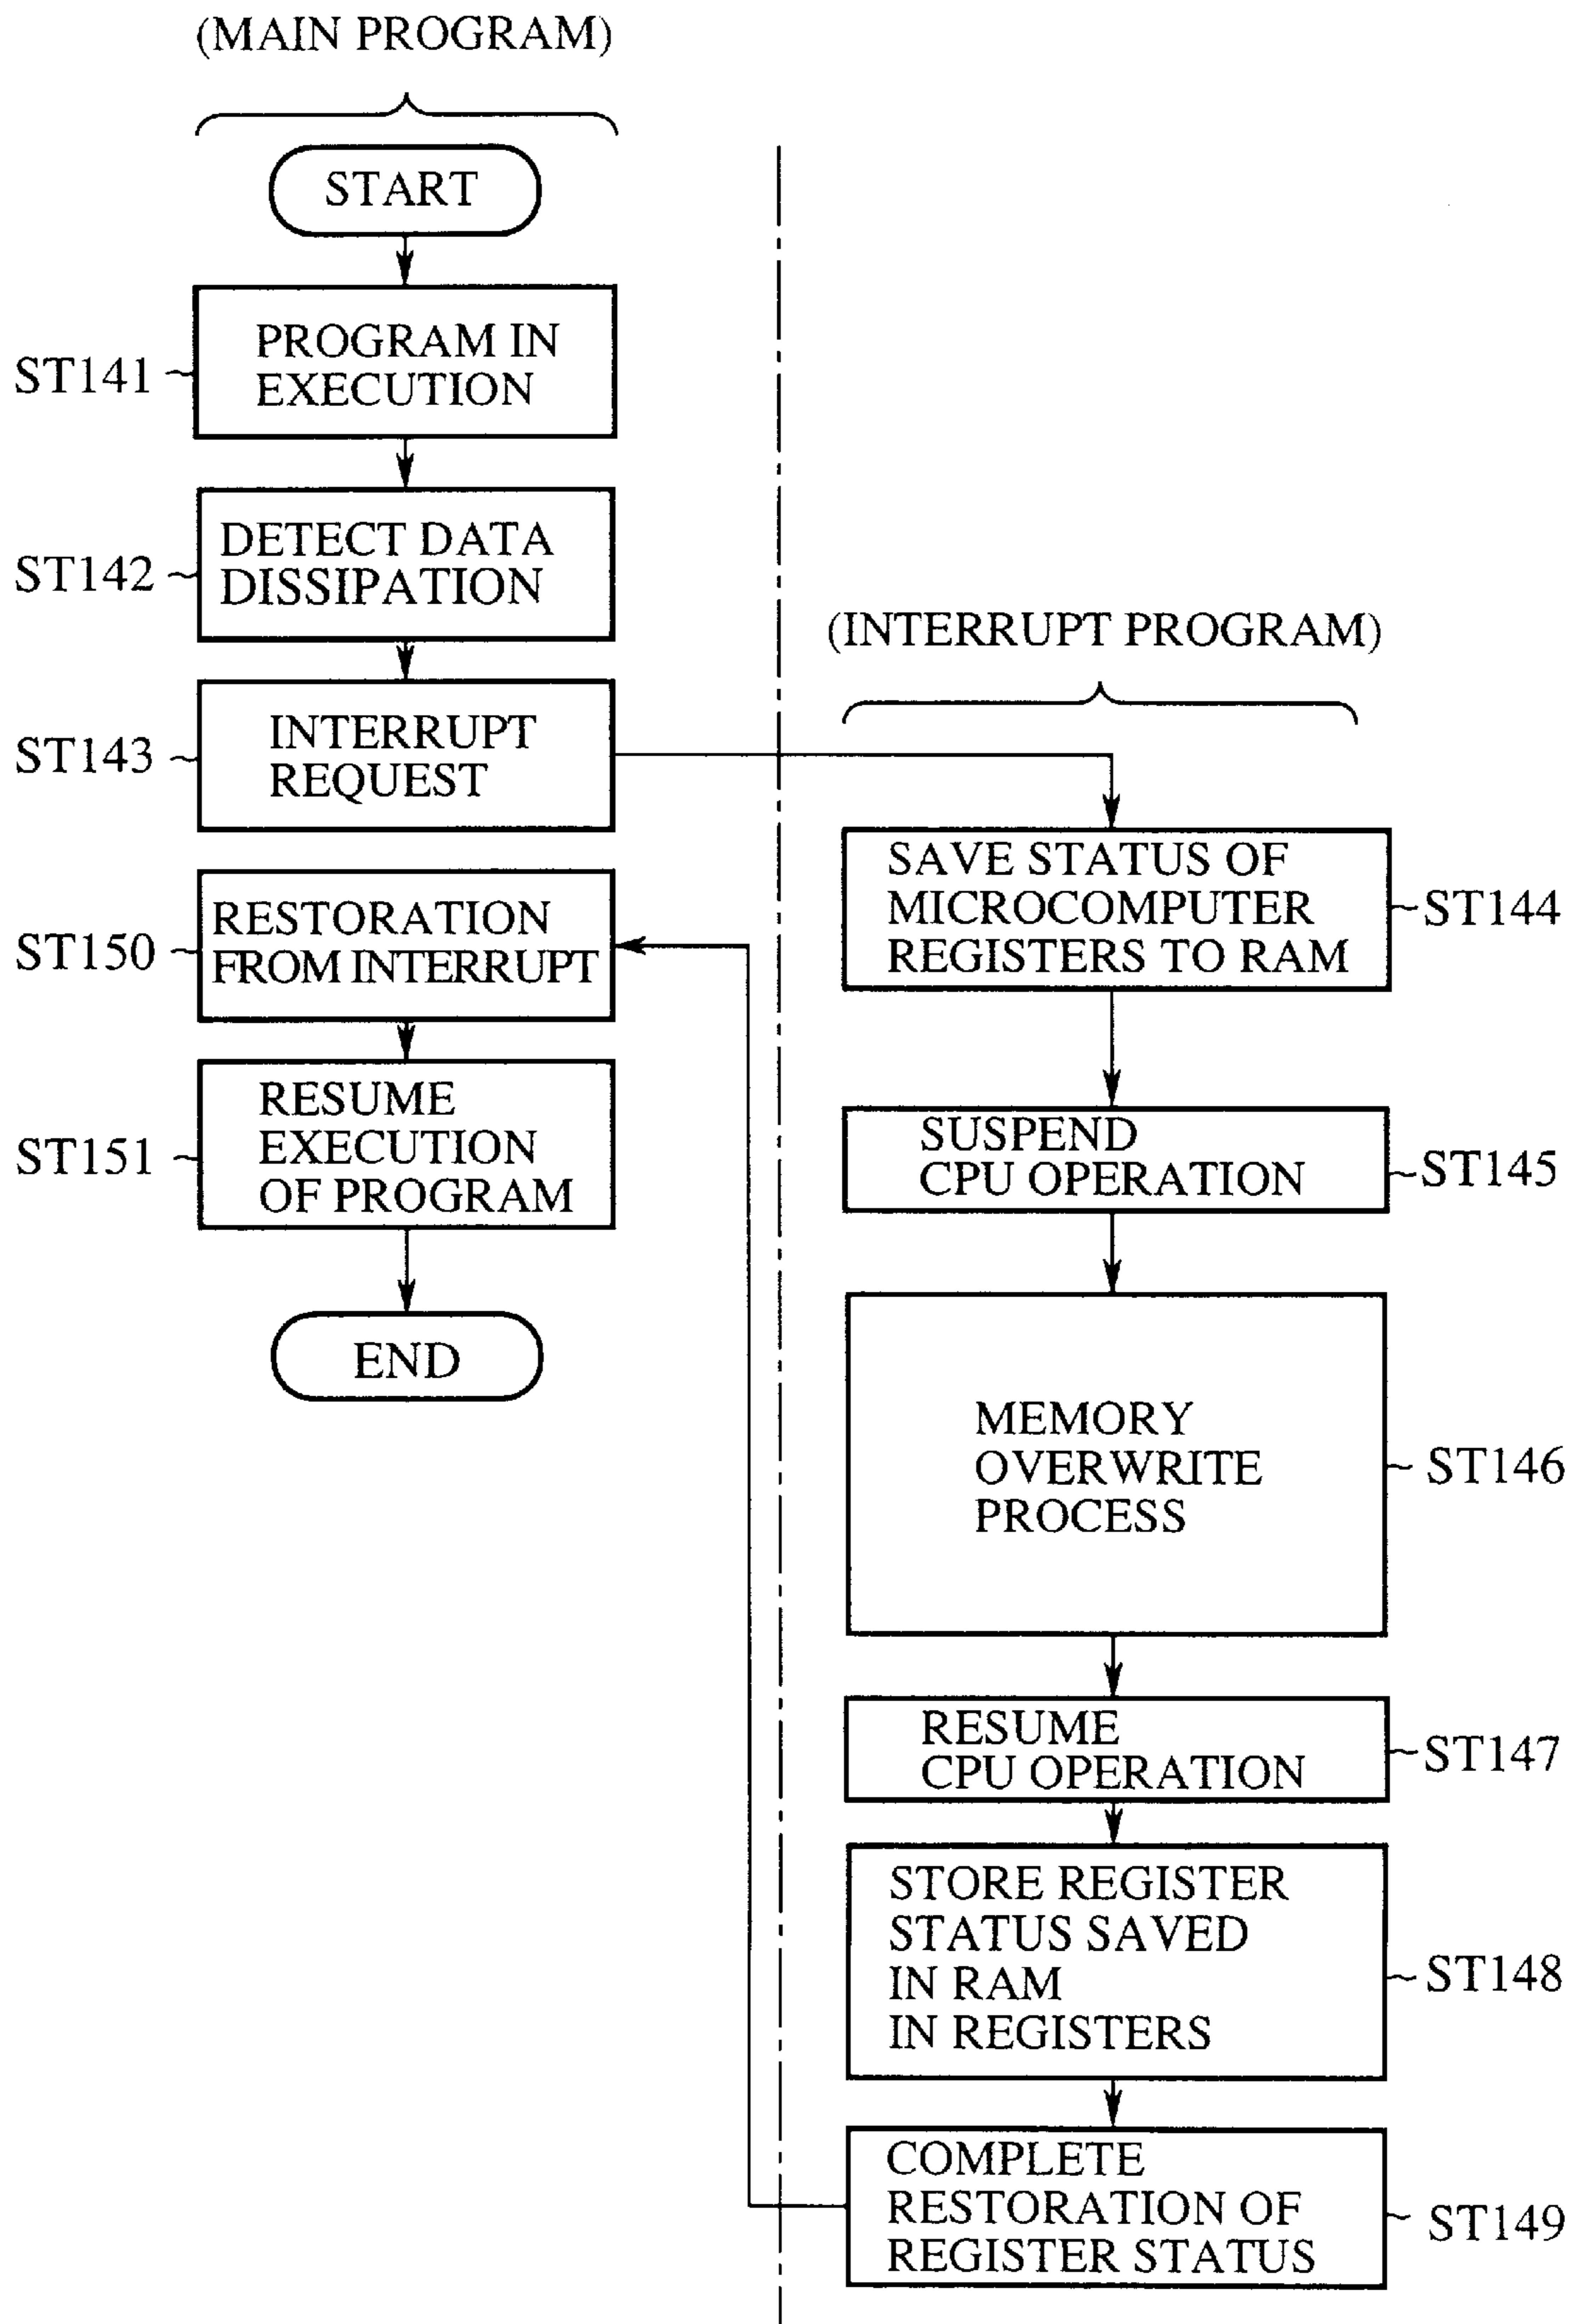 (MAIN PROGRAM)
START
ST141
PROGRAM IN
EXECUTION
ST142
DETECT DATA
DISSIPATION
ST143
INTERRUPT
REQUEST
ST150
RESTORATION
FROM INTERRUPT
ST151
RESUME
EXECUTION
OF PROGRAM
END
(INTERRUPT PROGRAM)
SAVE STATUS OF
MICROCOMPUTER
REGISTERS TO RAM
ST144
SUSPEND
CPU OPERATION
ST145
MEMORY
OVERWRITE
PROCESS
ST146
RESUME
CPU OPERATION
ST147
STORE REGISTER
STATUS SAVED
IN RAM
IN REGISTERS
ST148
COMPLETE
RESTORATION OF
REGISTER STATUS
ST149